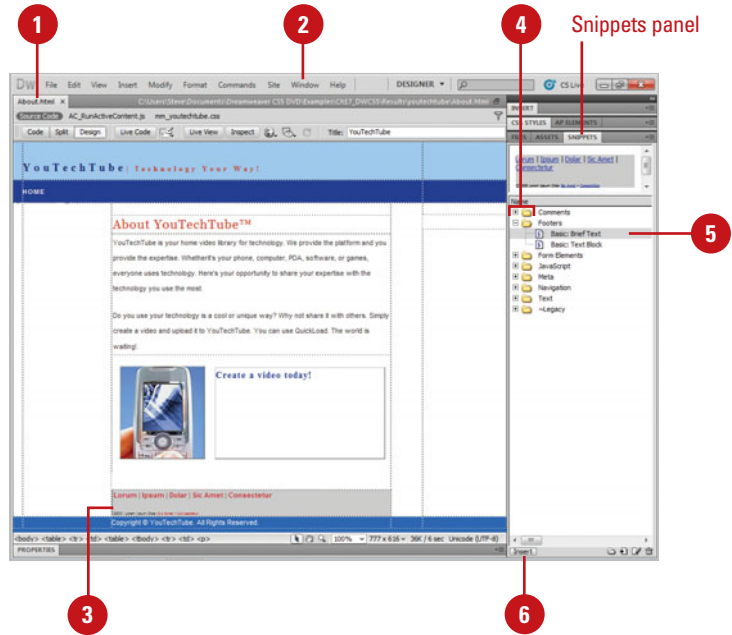 1
2
4
Snippets panel
DW File Edit View Insert Modify Format Commands Site Window Help DESIGNER CS Live
About.html × C:\Users\Steve\Documents\Dreamweaver CS5 DVD\Examples\Ch17_DWCS5\Results\youtechtube\About.html
Source Code AC_RunActiveContent.js mm_youtechtube.css
Code Split Design Live Code Live View Inspect Title: YouTechTube
INSERT
CSS STYLES AP ELEMENTS
FILES ASSETS SNIPPETS
Lorum | Ipsum | Dolar | Sic Amet |
Consectetur
Name
Comments
Footers
Basic: Brief Text
5
Basic: Text Block
Form Elements
JavaScript
Meta
Navigation
Text
~Legacy
YouTechTube | Technology Your Way!
HOME
About YouTechTube™
YouTechTube is your home video library for technology. We provide the platform and you
provide the expertise. Whetherit's your phone, computer, PDA, software, or games,
everyone uses technology. Here's your opportunity to share your expertise with the
technology you use the most.
Do you use your technology is a cool or unique way? Why not share it with others. Simply
create a video and upload it to YouTechTube. You can use QuickLoad. The world is
waiting!
Create a video today!
Lorum | Ipsum | Dolar | Sic Amet | Consectetur
Copyright © YouTechTube. All Rights Reserved.
<body> <table> <tr> <td> <table> <tbody> <tr> <td> <p> 100% 777 x 616 39K / 6 sec Unicode (UTF-8)
PROPERTIES
Insert
3
6